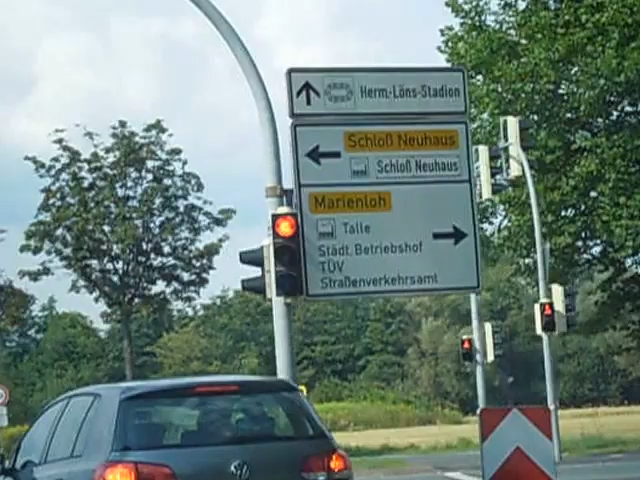 Herm.-Löns-Stadion
Schloß Neuhaus
Schloß Neuhaus
Marienloh
Talle
Städt. Betriebshof
TÜV
Straßenverkehrsamt